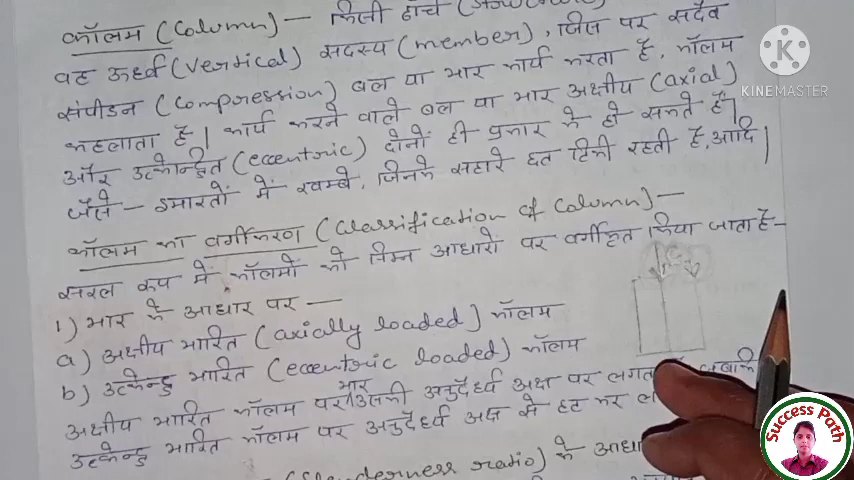 कॉलम (Column) — किसी ढाँचे (structure)
वह ऊर्ध्व (Vertical) सदस्य (member), जिस पर सदैव
संपीडन (Compression) बल या भार कार्य करता है, कॉलम
कहलाता है। कार्य करने वाले बल या भार अक्षीय (axial)
और उत्केन्द्रित (eccentric) दोनों ही प्रकार के हो सकते हैं।
जैसे — इमारतों में खम्बे, जिनके सहारे छत टिकी रहती है, आदि।
कॉलम का वर्गीकरण (Classification of Column) —
सरल रूप में कॉलमों को निम्न आधारों पर वर्गीकृत किया जाता है-
1) भार के आधार पर —
a) अक्षीय भारित (axially loaded) कॉलम
b) उत्केन्द्र भारित (eccentric loaded) कॉलम
अक्षीय भारित कॉलम पर भार उसकी अनुदैर्ध्य अक्ष पर लगता जबकि
उत्केन्द्र भारित कॉलम पर अनुदैर्ध्य अक्ष से हट कर
(Slenderness ratio) के
KINEMASTER
Success Path